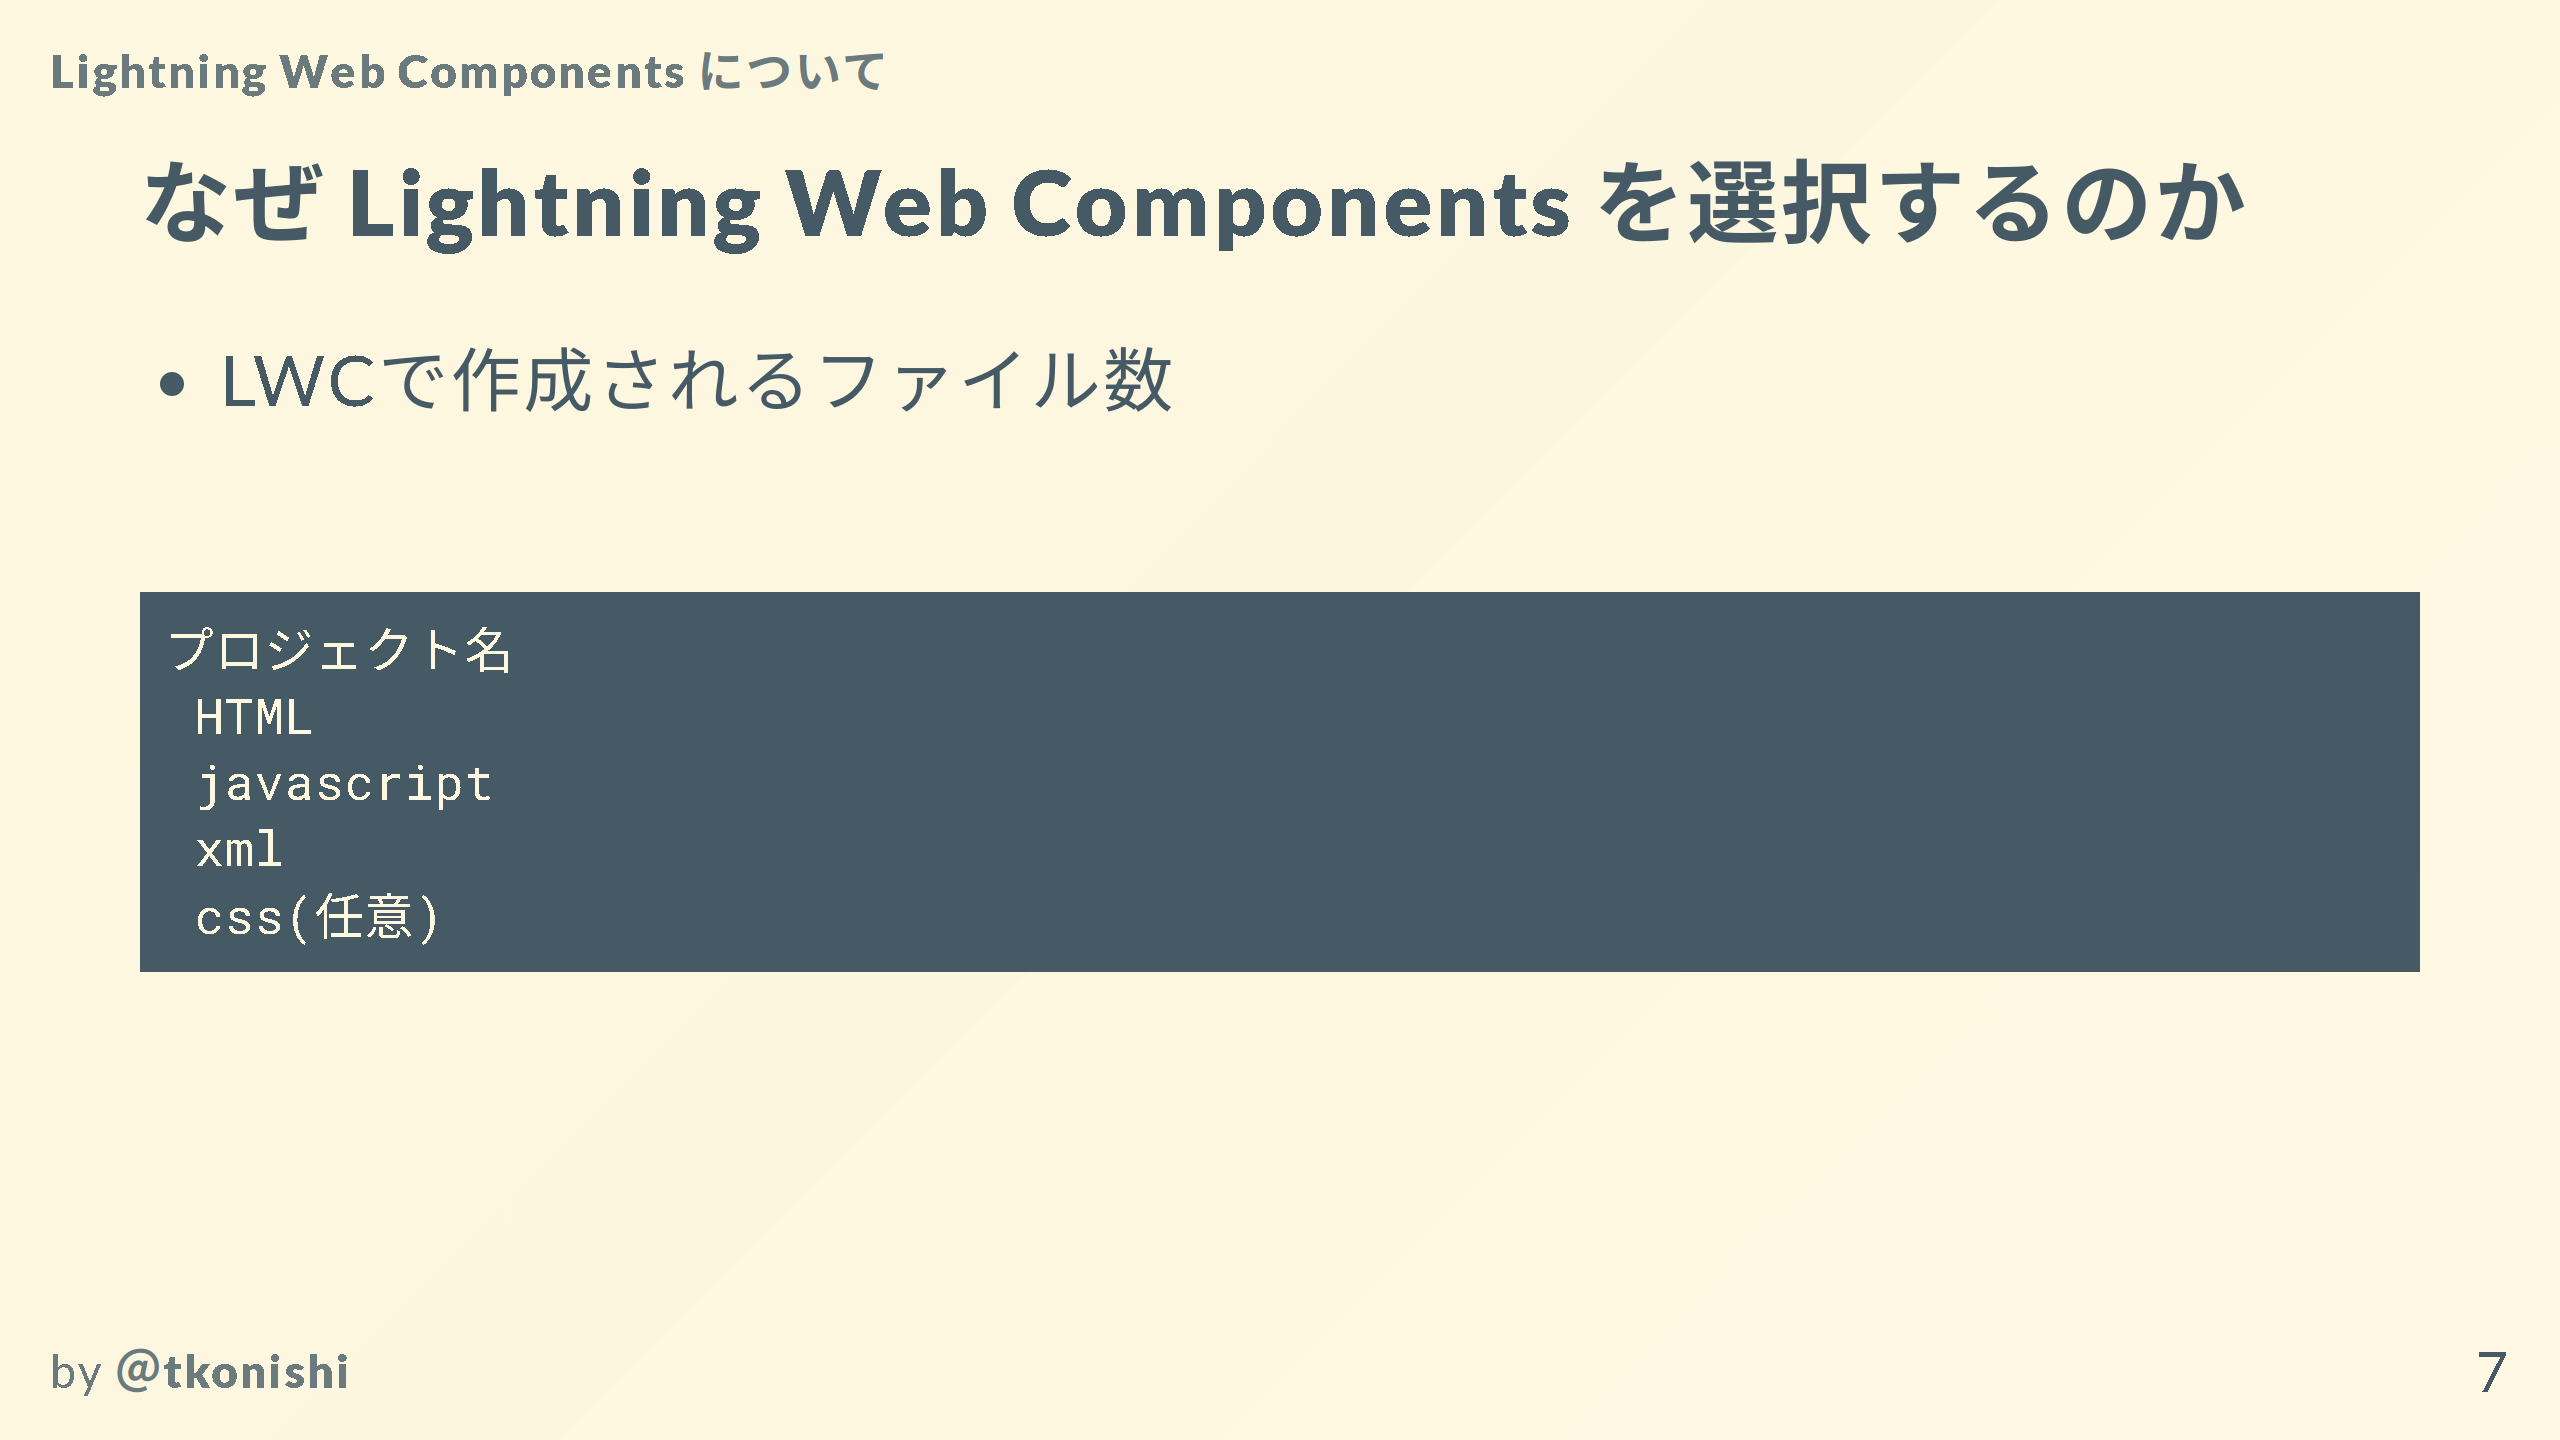 Lightning Web Components について
なぜ Lightning Web Components を選択するのか
• LWCで作成されるファイル数
プロジェクト名
HTML
javascript
xml
css(任意)
by @tkonishi
7